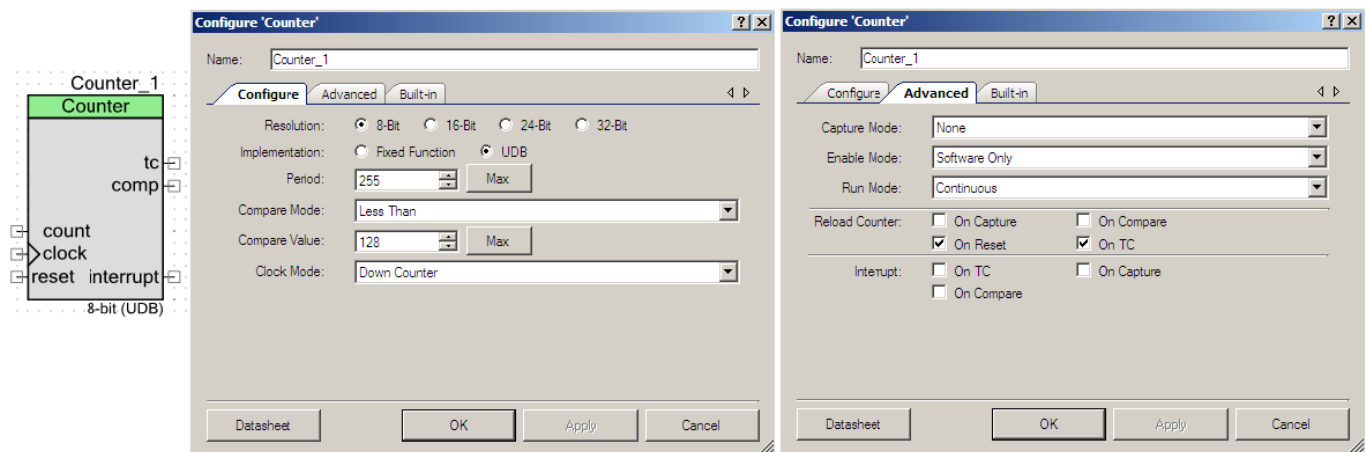 Counter_1
Counter
tc
comp
count
clock
reset interrupt
8-bit (UDB)
Configure 'Counter'
Name: Counter_1
Configure Advanced Built-in
Resolution: 8-Bit 16-Bit 24-Bit 32-Bit
Implementation: Fixed Function UDB
Period: 255 Max
Compare Mode: Less Than
Compare Value: 128 Max
Clock Mode: Down Counter
Datasheet OK Apply Cancel
Configure 'Counter'
Name: Counter_1
Configure Advanced Built-in
Capture Mode: None
Enable Mode: Software Only
Run Mode: Continuous
Reload Counter: On Capture On Compare
On Reset On TC
Interrupt: On TC On Capture
On Compare
Datasheet OK Apply Cancel